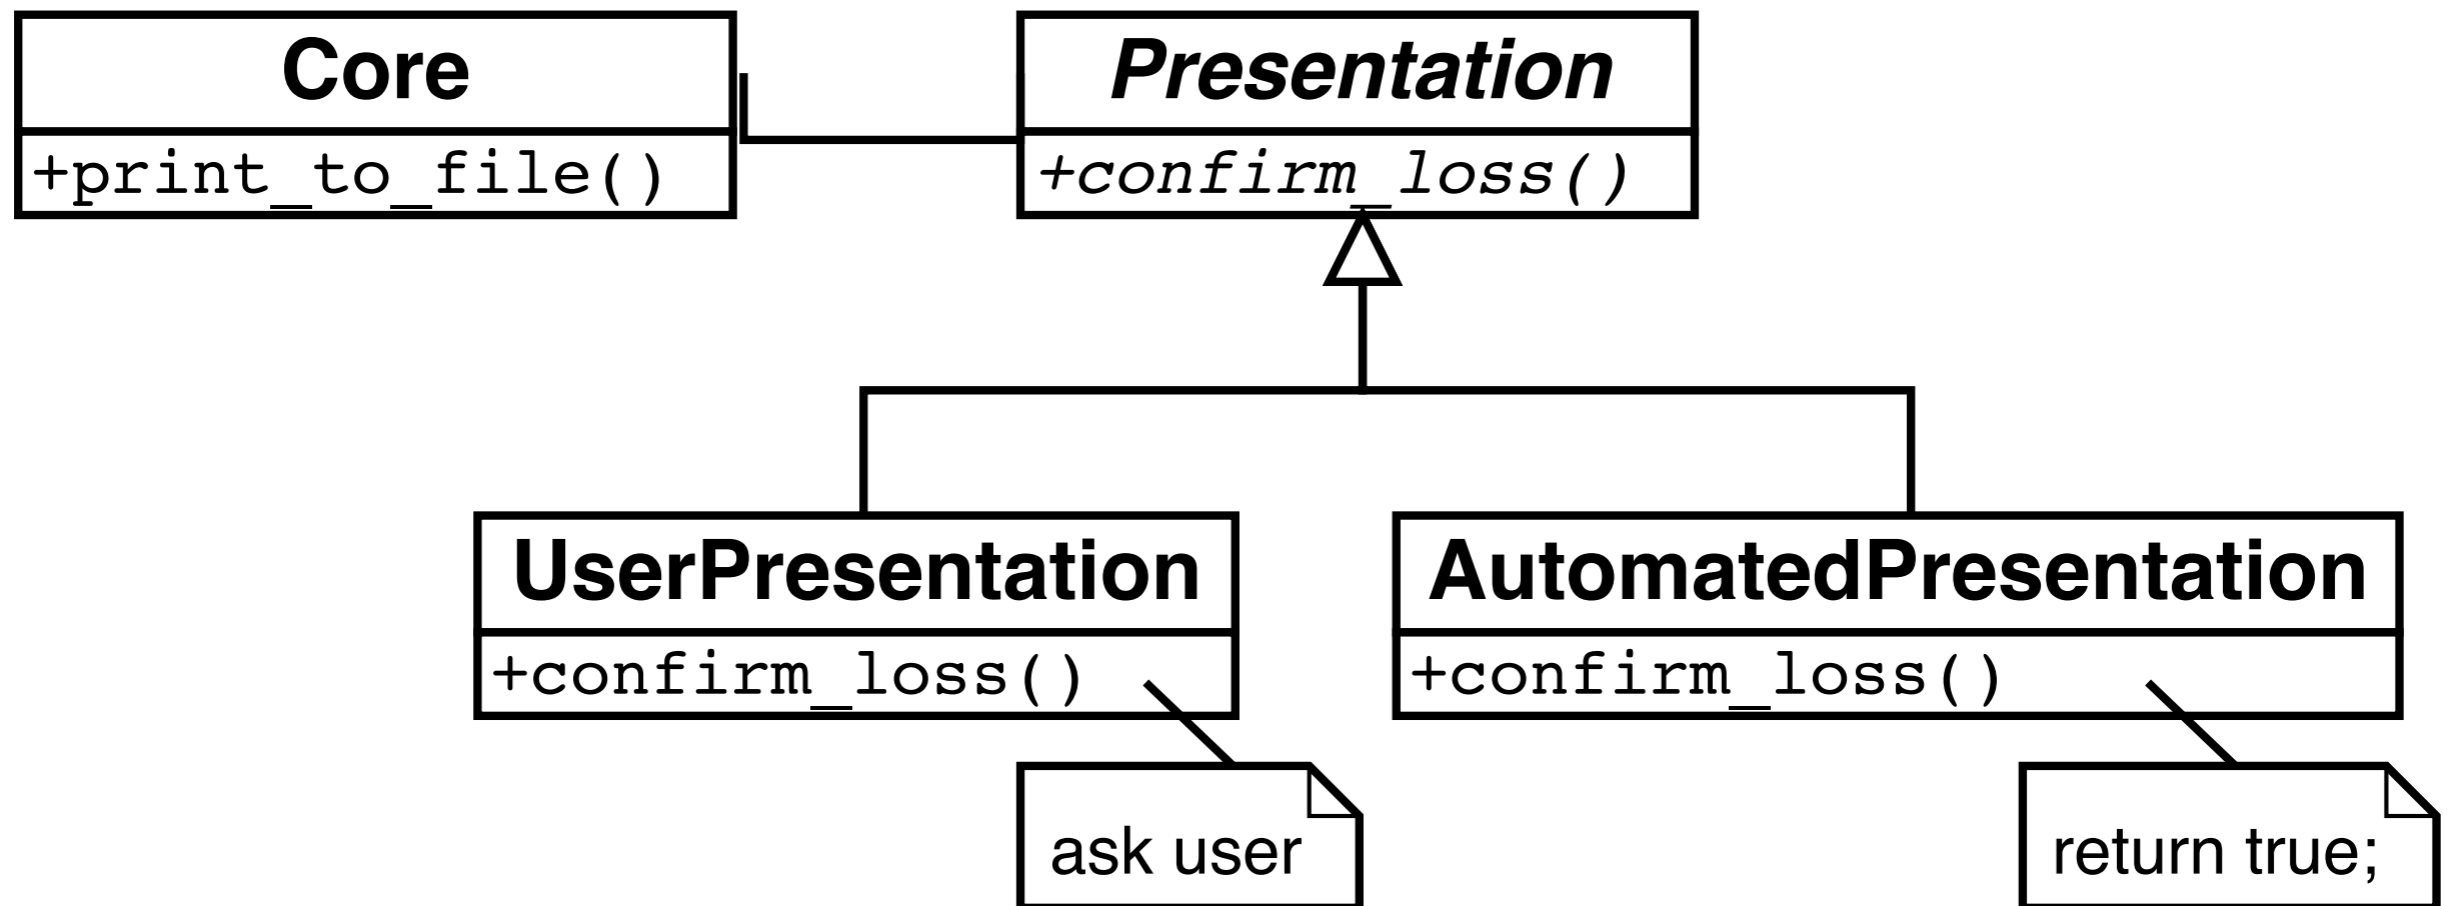 Core
+print_to_file()
Presentation
+confirm_loss()
UserPresentation
+confirm_loss()
AutomatedPresentation
+confirm_loss()
ask user
return true;